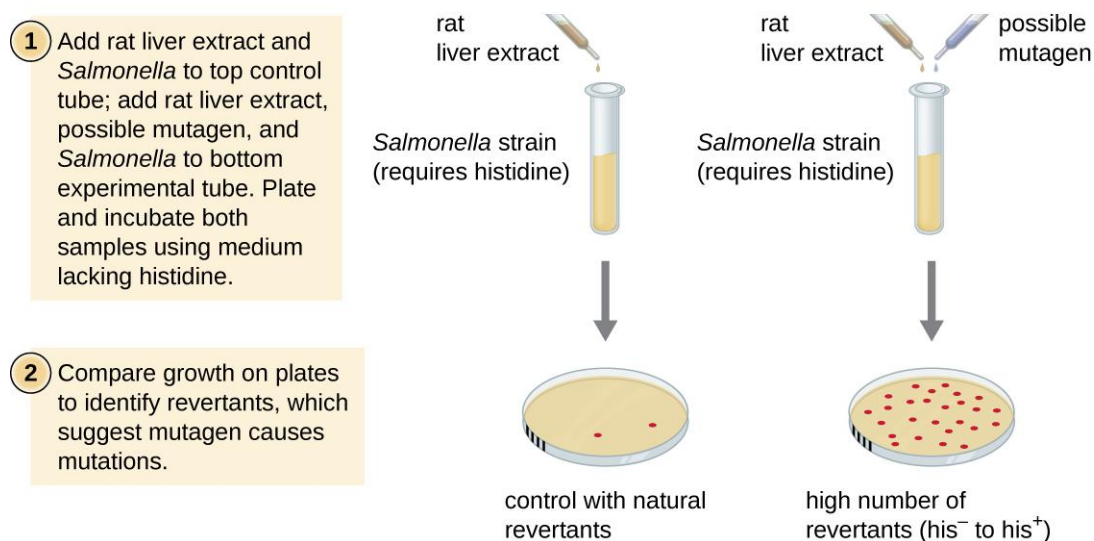 1 Add rat liver extract and
Salmonella to top control
tube; add rat liver extract,
possible mutagen, and
Salmonella to bottom
experimental tube. Plate
and incubate both
samples using medium
lacking histidine.
rat
liver extract
Salmonella strain
(requires histidine)
rat
liver extract
possible
mutagen
Salmonella strain
(requires histidine)
2 Compare growth on plates
to identify revertants, which
suggest mutagen causes
mutations.
control with natural
revertants
high number of
revertants (his⁻ to his⁺)